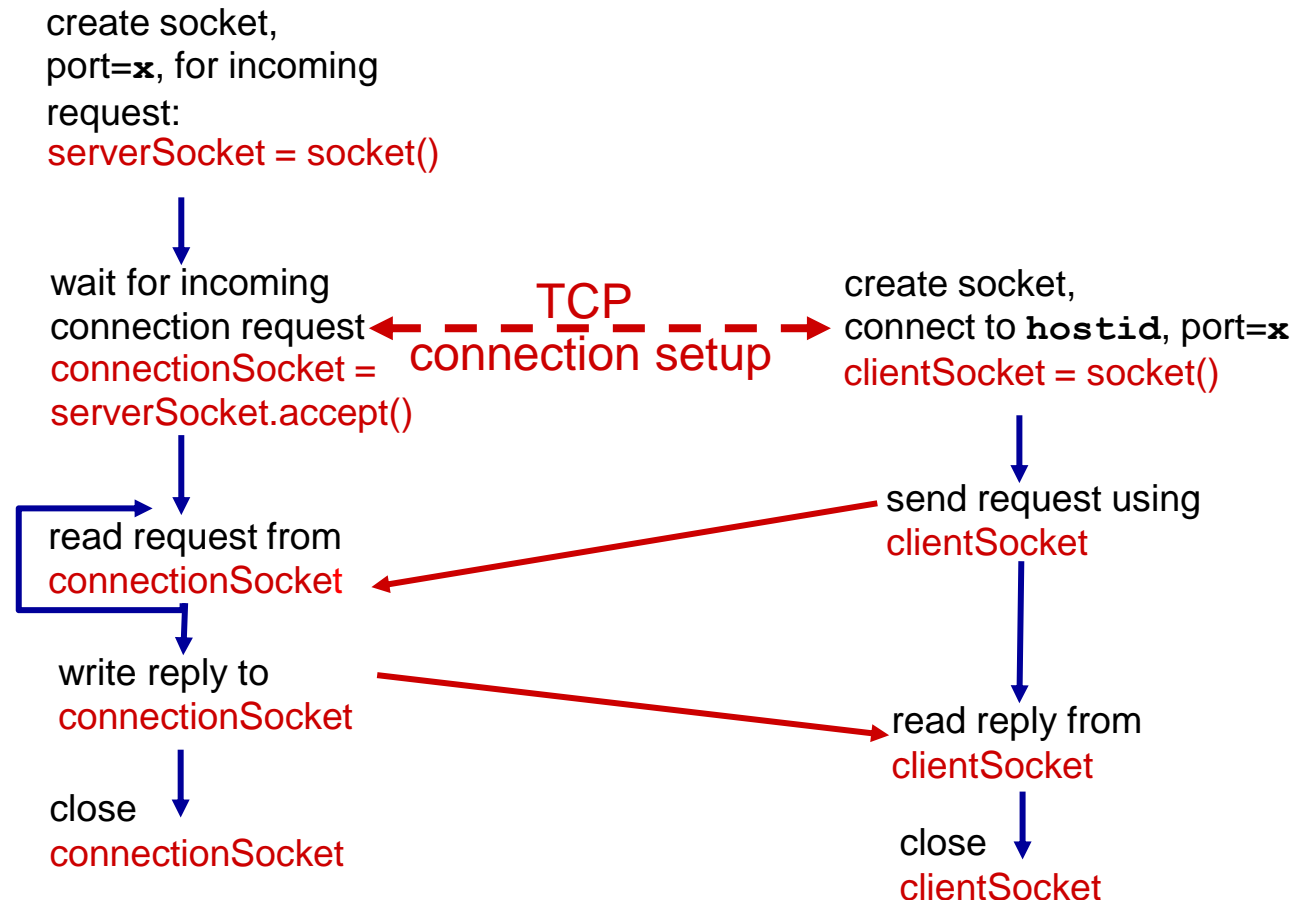 create socket,
port=x, for incoming
request:
serverSocket = socket()
wait for incoming
connection request
connectionSocket =
serverSocket.accept()
TCP
connection setup
create socket,
connect to hostid, port=x
clientSocket = socket()
read request from
connectionSocket
send request using
clientSocket
write reply to
connectionSocket
read reply from
clientSocket
close
connectionSocket
close
clientSocket